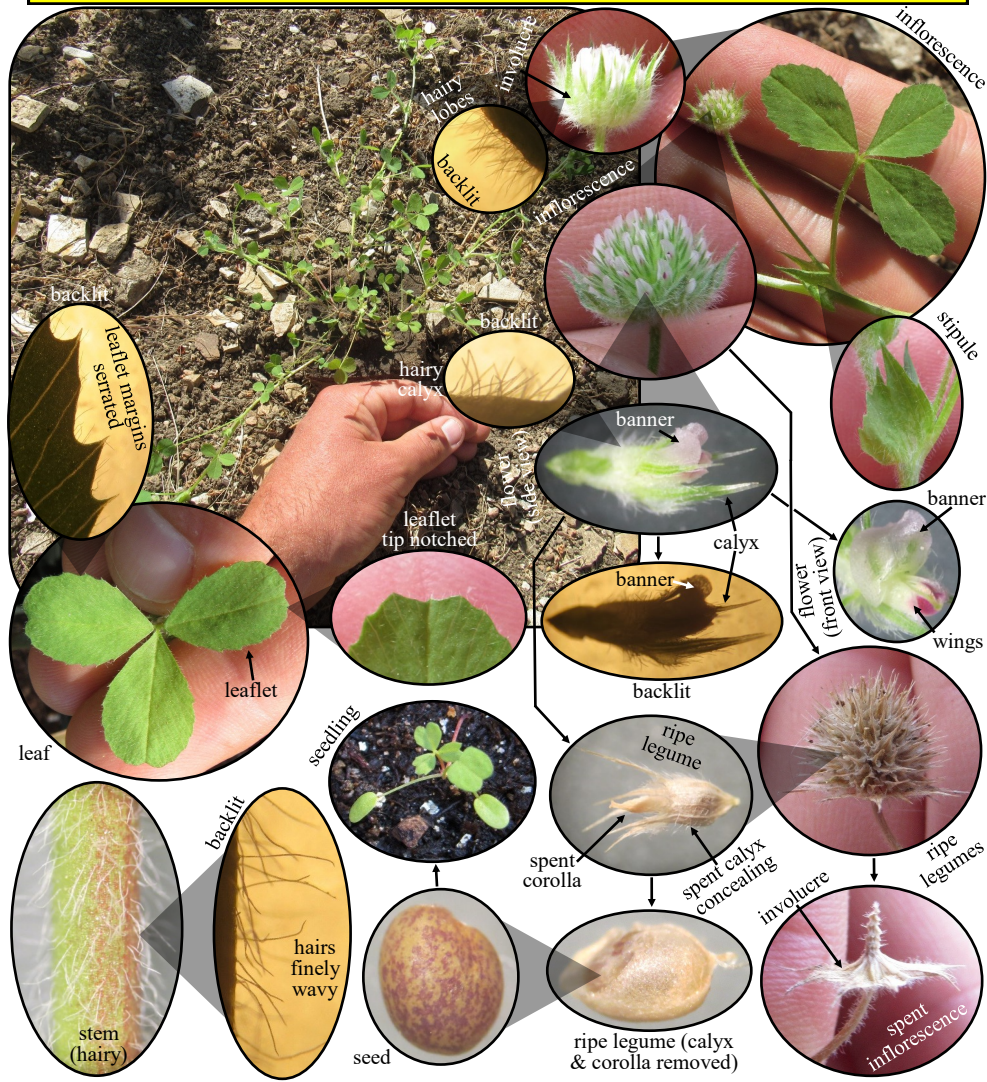 inflorescence
involucre
hairy
lobes
backlit
inflorescence
stipule
backlit
leaflet margins
serrated
backlit
hairy
calyx
banner
flower
(side view)
calyx
banner
flower
(front view)
wings
leaflet
tip notched
banner
backlit
leaflet
leaf
seedling
ripe
legume
spent
corolla
spent calyx
concealing
ripe
legumes
backlit
hairs
finely
wavy
stem
(hairy)
seed
ripe legume (calyx
& corolla removed)
involucre
spent
inflorescence